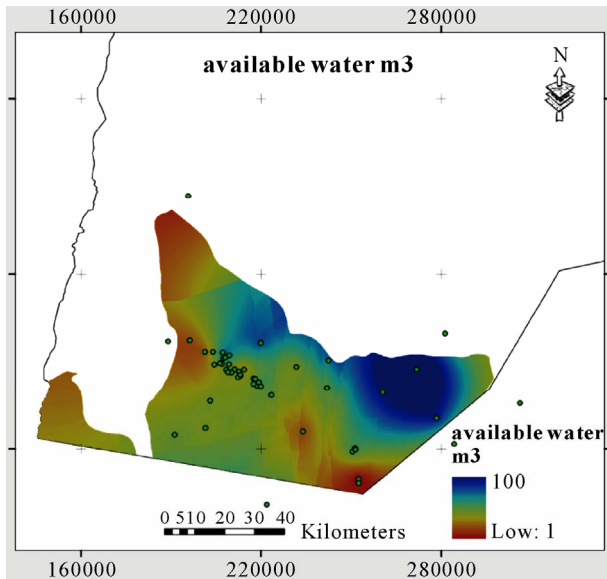 160000 220000 280000
available water m3
N
available water
m3
100
Low: 1
0 510 20 30 40
Kilometers
160000 220000 280000